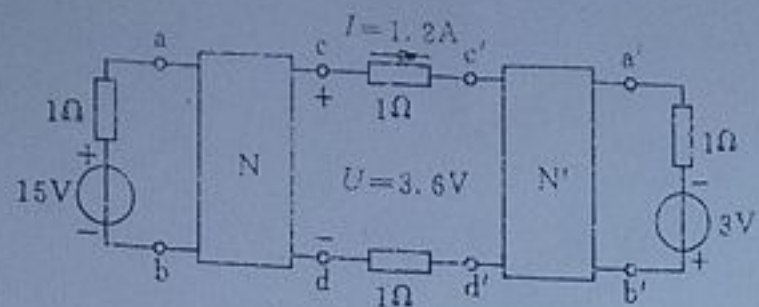 I=1.2A
a c + c' a'
1Ω 1Ω 1Ω
+ -
15V N U=3.6V N' 3V
- +
b - d 1Ω d' b'